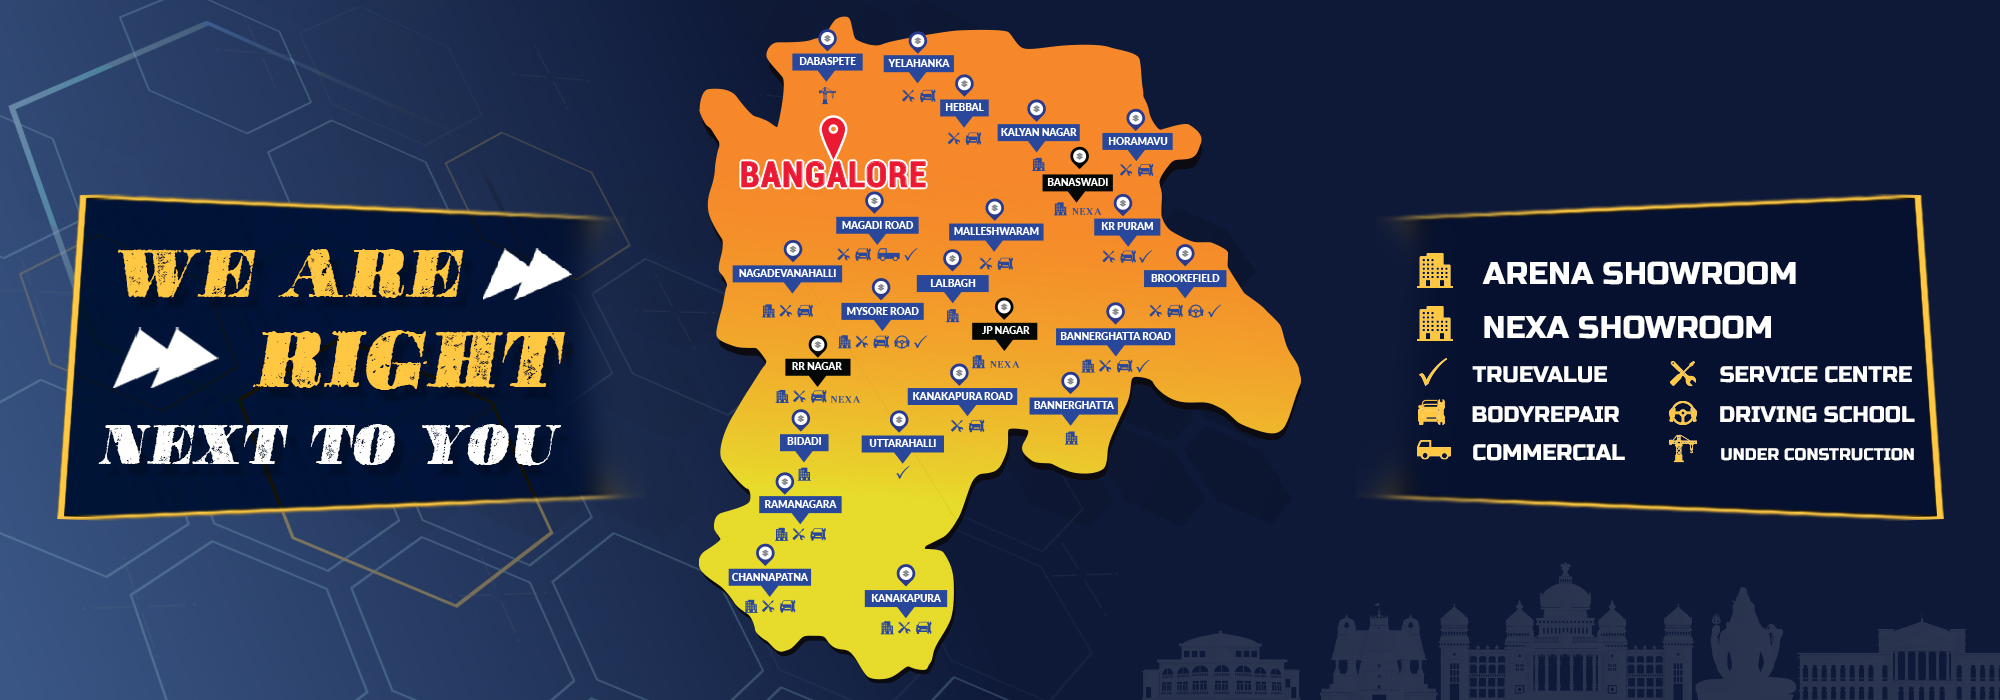 WE ARE
RIGHT
NEXT TO YOU
DABASPETE
YELAHANKA
HEBBAL
KALYAN NAGAR
HORAMAVU
BANGALORE
BANASWADI
NEXA
MAGADI ROAD
MALLESHWARAM
KR PURAM
NAGADEVANAHALLI
LALBAGH
BROOKEFIELD
MYSORE ROAD
JP NAGAR
NEXA
BANNERGHATTA ROAD
RR NAGAR
NEXA
KANAKAPURA ROAD
BANNERGHATTA
BIDADI
UTTARAHALLI
RAMANAGARA
CHANNAPATNA
KANAKAPURA
ARENA SHOWROOM
NEXA SHOWROOM
TRUEVALUE
SERVICE CENTRE
BODYREPAIR
DRIVING SCHOOL
COMMERCIAL
UNDER CONSTRUCTION